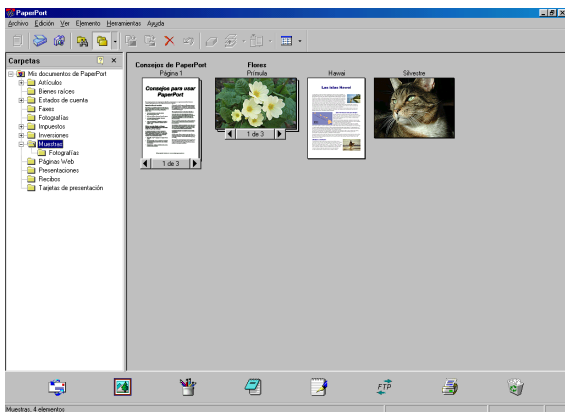 PaperPort
Archivo Edición Ver Elemento Herramientas Ayuda
Carpetas
Mis documentos de PaperPort
Artículos
Bienes raíces
Estados de cuenta
Faxes
Fotografías
Impuestos
Inversiones
Muestras
Fotografías
Páginas Web
Presentaciones
Recibos
Tarjetas de presentación
Consejos de PaperPort
Página 1
Consejos para usar
PaperPort
1 de 3
Flores
Prímula
1 de 3
Hawai
Las islas Hawai
Silvestre
FTP
Muestras, 4 elementos